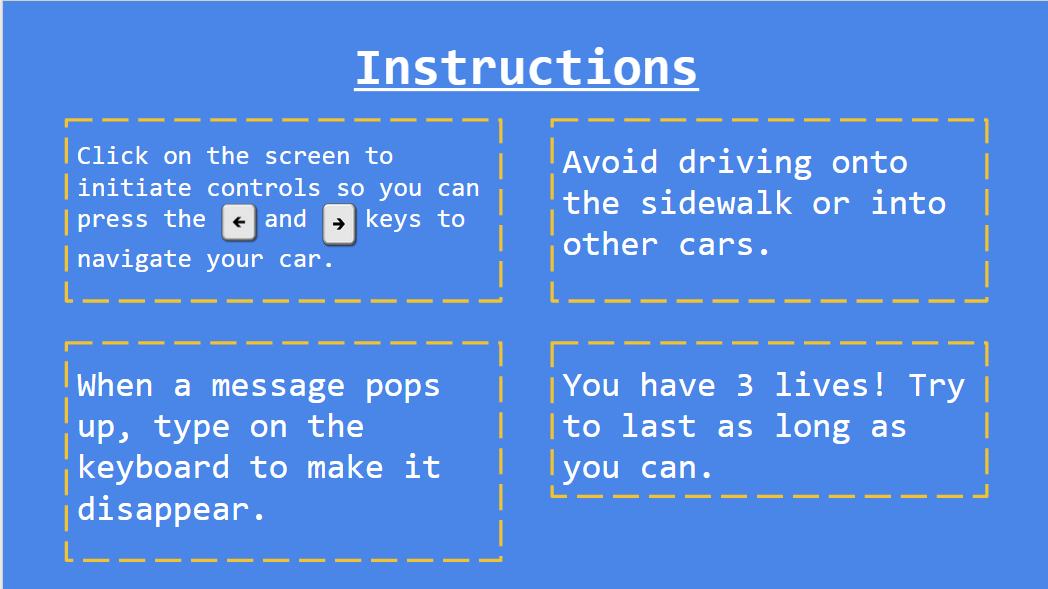 Instructions
Click on the screen to
initiate controls so you can
press the ← and → keys to
navigate your car.
Avoid driving onto
the sidewalk or into
other cars.
When a message pops
up, type on the
keyboard to make it
disappear.
You have 3 lives! Try
to last as long as
you can.